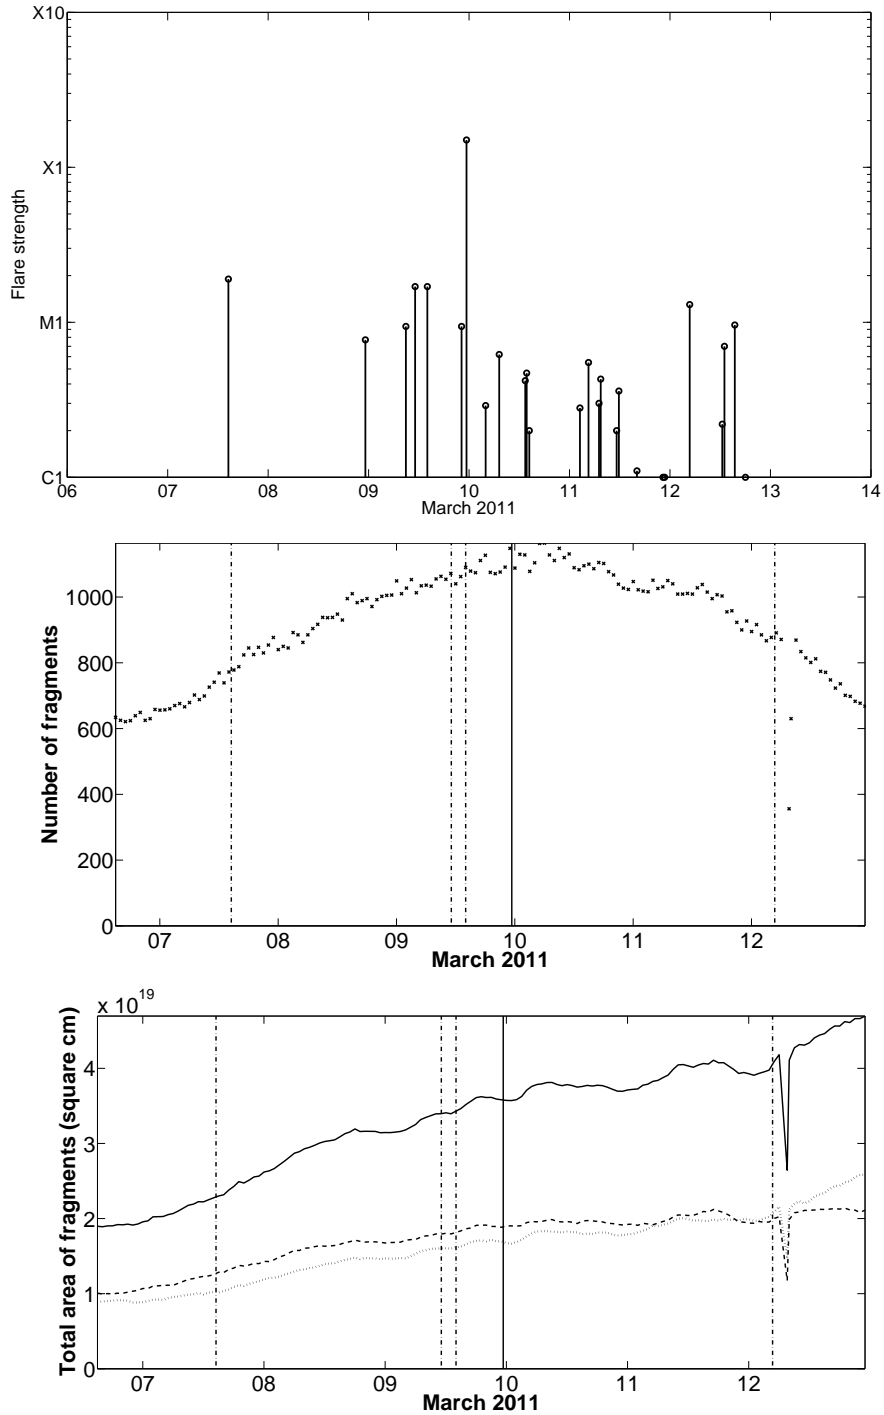 X10
X1
M1
C1
Flare strength
06 07 08 09 10 11 12 13 14
March 2011
1000
800
600
400
200
0
Number of fragments
07 08 09 10 11 12
March 2011
x 10^19
4
3
2
1
0
Total area of fragments (square cm)
07 08 09 10 11 12
March 2011